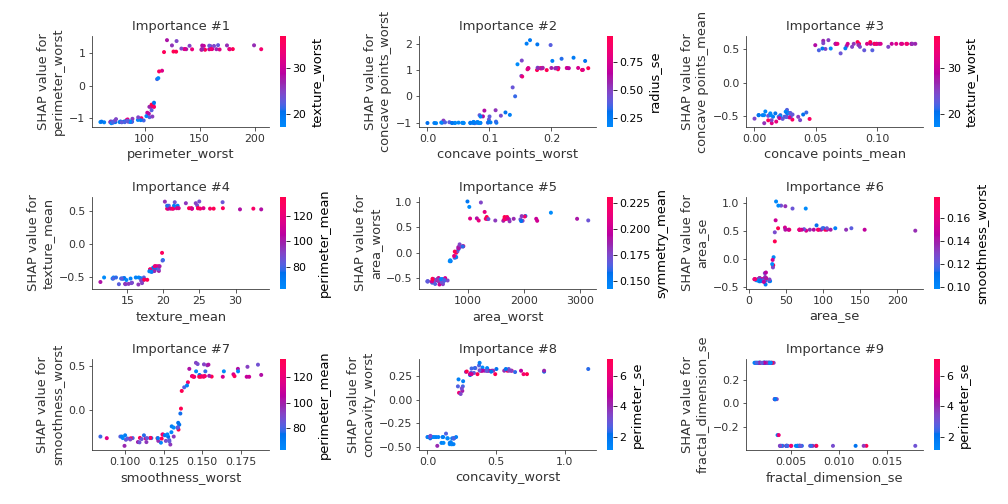 Importance #1
SHAP value for
perimeter_worst
1
0
−1
100
150
200
perimeter_worst
30
20
texture_worst
Importance #2
SHAP value for
concave points_worst
2
1
0
−1
0.0
0.1
0.2
concave points_worst
0.75
0.50
0.25
radius_se
Importance #3
SHAP value for
concave points_mean
0.5
0.0
−0.5
0.00
0.05
0.10
concave points_mean
30
20
texture_worst
Importance #4
SHAP value for
texture_mean
0.5
0.0
−0.5
15
20
25
30
texture_mean
120
100
80
perimeter_mean
Importance #5
SHAP value for
area_worst
1.0
0.5
0.0
−0.5
1000
2000
3000
area_worst
0.225
0.200
0.175
0.150
symmetry_mean
Importance #6
SHAP value for
area_se
1.0
0.5
0.0
−0.5
0
50
100
150
200
area_se
0.16
0.14
0.12
0.10
smoothness_worst
Importance #7
SHAP value for
smoothness_worst
0.5
0.0
0.100
0.125
0.150
0.175
smoothness_worst
120
100
80
perimeter_mean
Importance #8
SHAP value for
concavity_worst
0.25
0.00
−0.25
−0.50
0.0
0.5
1.0
concavity_worst
6
4
2
perimeter_se
Importance #9
SHAP value for
fractal_dimension_se
0.2
0.0
−0.2
0.005
0.010
0.015
fractal_dimension_se
6
4
2
perimeter_se